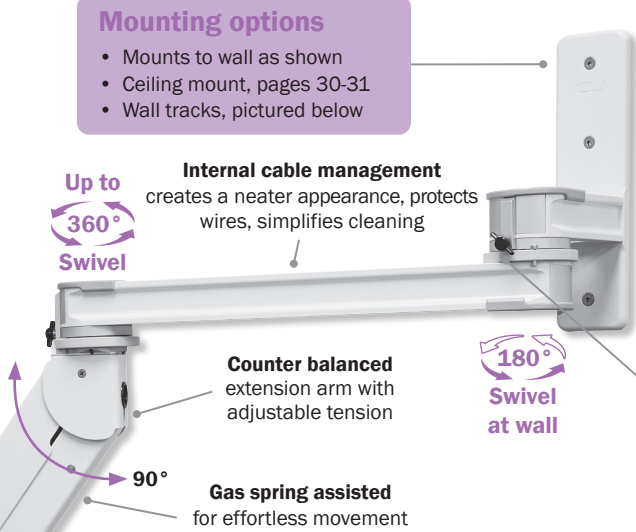 Mounting options
• Mounts to wall as shown
• Ceiling mount, pages 30-31
• Wall tracks, pictured below
Internal cable management
creates a neater appearance, protects
wires, simplifies cleaning
Up to
360°
Swivel
180°
Swivel
at wall
Counter balanced
extension arm with
adjustable tension
90°
Gas spring assisted
for effortless movement